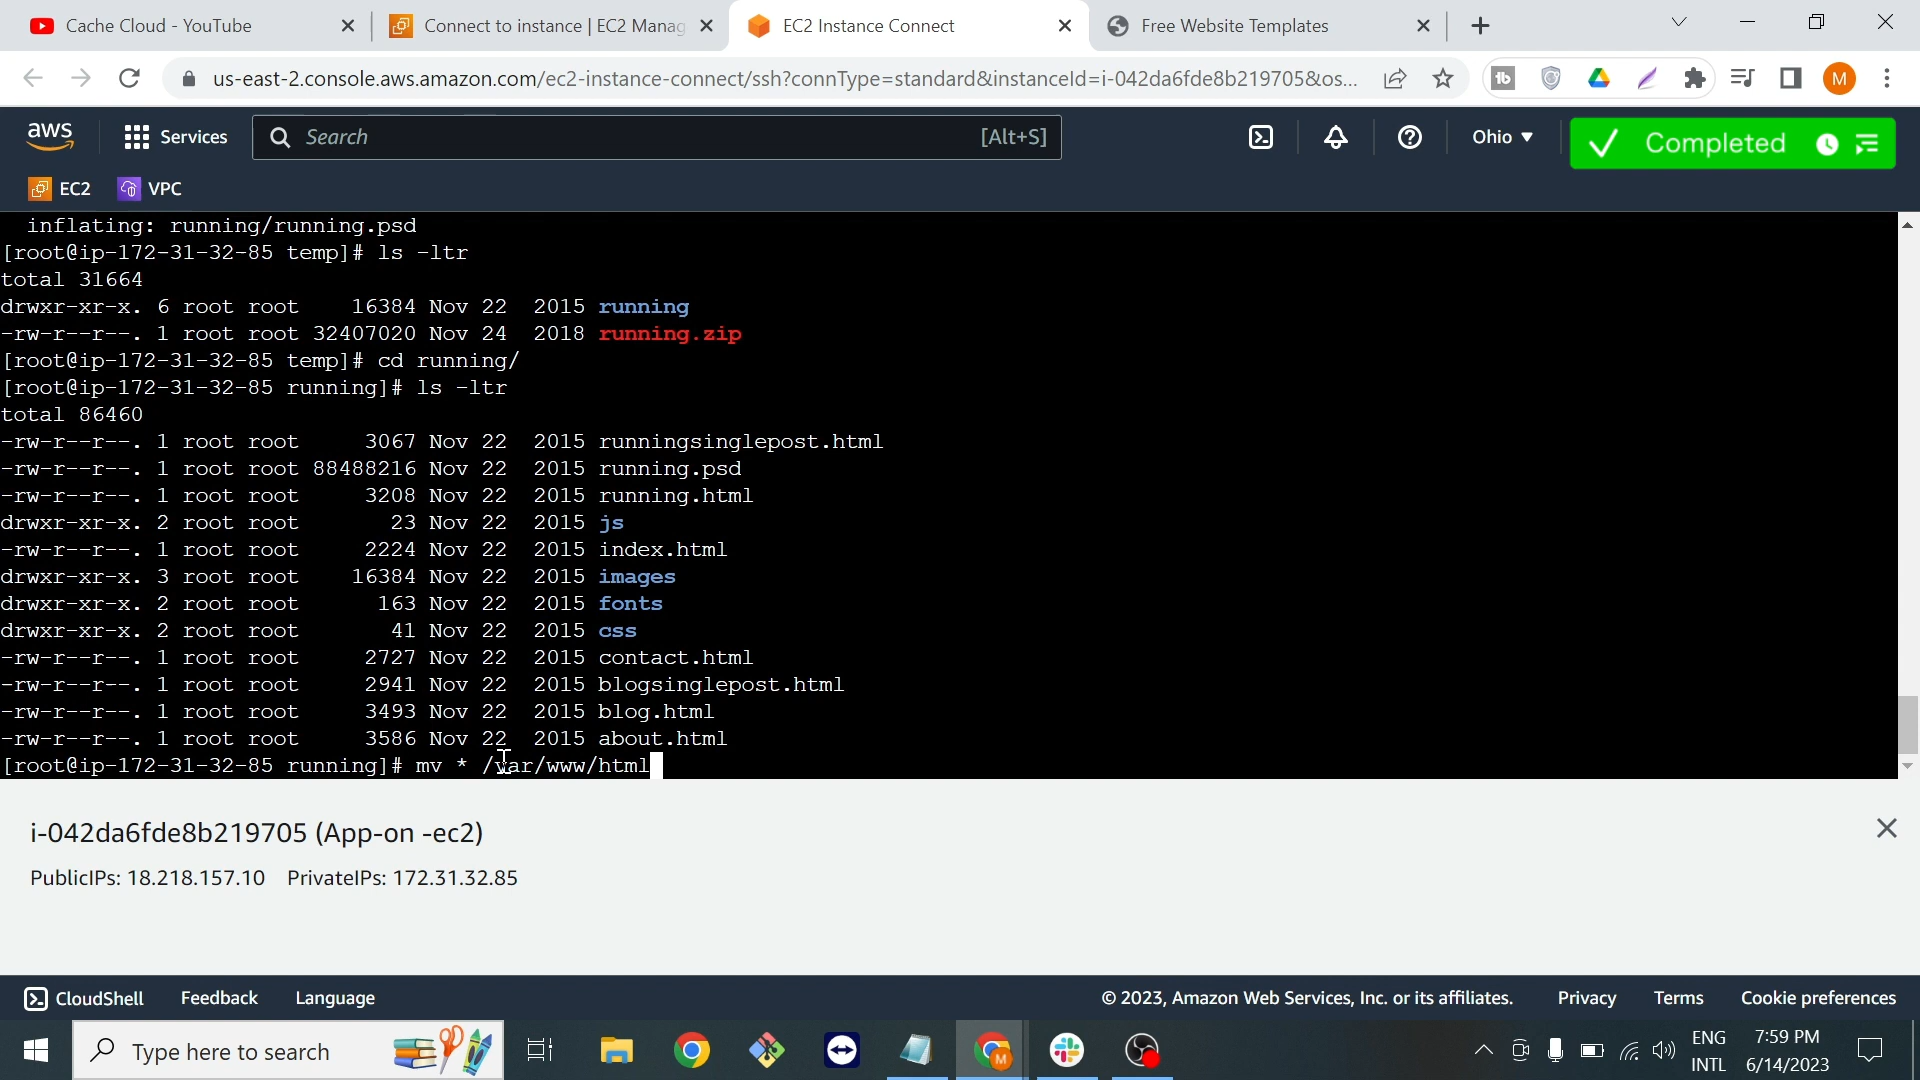 Cache Cloud - YouTube
Connect to instance | EC2 Manag
EC2 Instance Connect
Free Website Templates
us-east-2.console.aws.amazon.com/ec2-instance-connect/ssh?connType=standard&instanceId=i-042da6fde8b219705&os...
tb
M
aws
Services
Search
[Alt+S]
Ohio
Completed
EC2
VPC
inflating: running/running.psd
[root@ip-172-31-32-85 temp]# ls -ltr
total 31664
drwxr-xr-x. 6 root root 16384 Nov 22 2015 running
-rw-r--r--. 1 root root 32407020 Nov 24 2018 running.zip
[root@ip-172-31-32-85 temp]# cd running/
[root@ip-172-31-32-85 running]# ls -ltr
total 86460
-rw-r--r--. 1 root root 3067 Nov 22 2015 runningsinglepost.html
-rw-r--r--. 1 root root 88488216 Nov 22 2015 running.psd
-rw-r--r--. 1 root root 3208 Nov 22 2015 running.html
drwxr-xr-x. 2 root root 23 Nov 22 2015 js
-rw-r--r--. 1 root root 2224 Nov 22 2015 index.html
drwxr-xr-x. 3 root root 16384 Nov 22 2015 images
drwxr-xr-x. 2 root root 163 Nov 22 2015 fonts
drwxr-xr-x. 2 root root 41 Nov 22 2015 css
-rw-r--r--. 1 root root 2727 Nov 22 2015 contact.html
-rw-r--r--. 1 root root 2941 Nov 22 2015 blogsinglepost.html
-rw-r--r--. 1 root root 3493 Nov 22 2015 blog.html
-rw-r--r--. 1 root root 3586 Nov 22 2015 about.html
[root@ip-172-31-32-85 running]# mv * /var/www/html
i-042da6fde8b219705 (App-on -ec2)
PublicIPs: 18.218.157.10 PrivateIPs: 172.31.32.85
CloudShell
Feedback
Language
© 2023, Amazon Web Services, Inc. or its affiliates.
Privacy
Terms
Cookie preferences
Type here to search
M
ENG
INTL
7:59 PM
6/14/2023